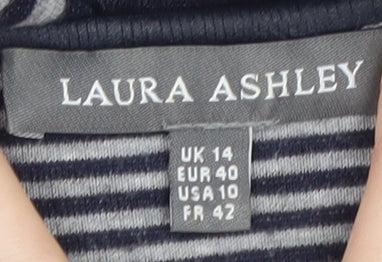 LAURA ASHLEY
UK 14
EUR 40
USA 10
FR 42